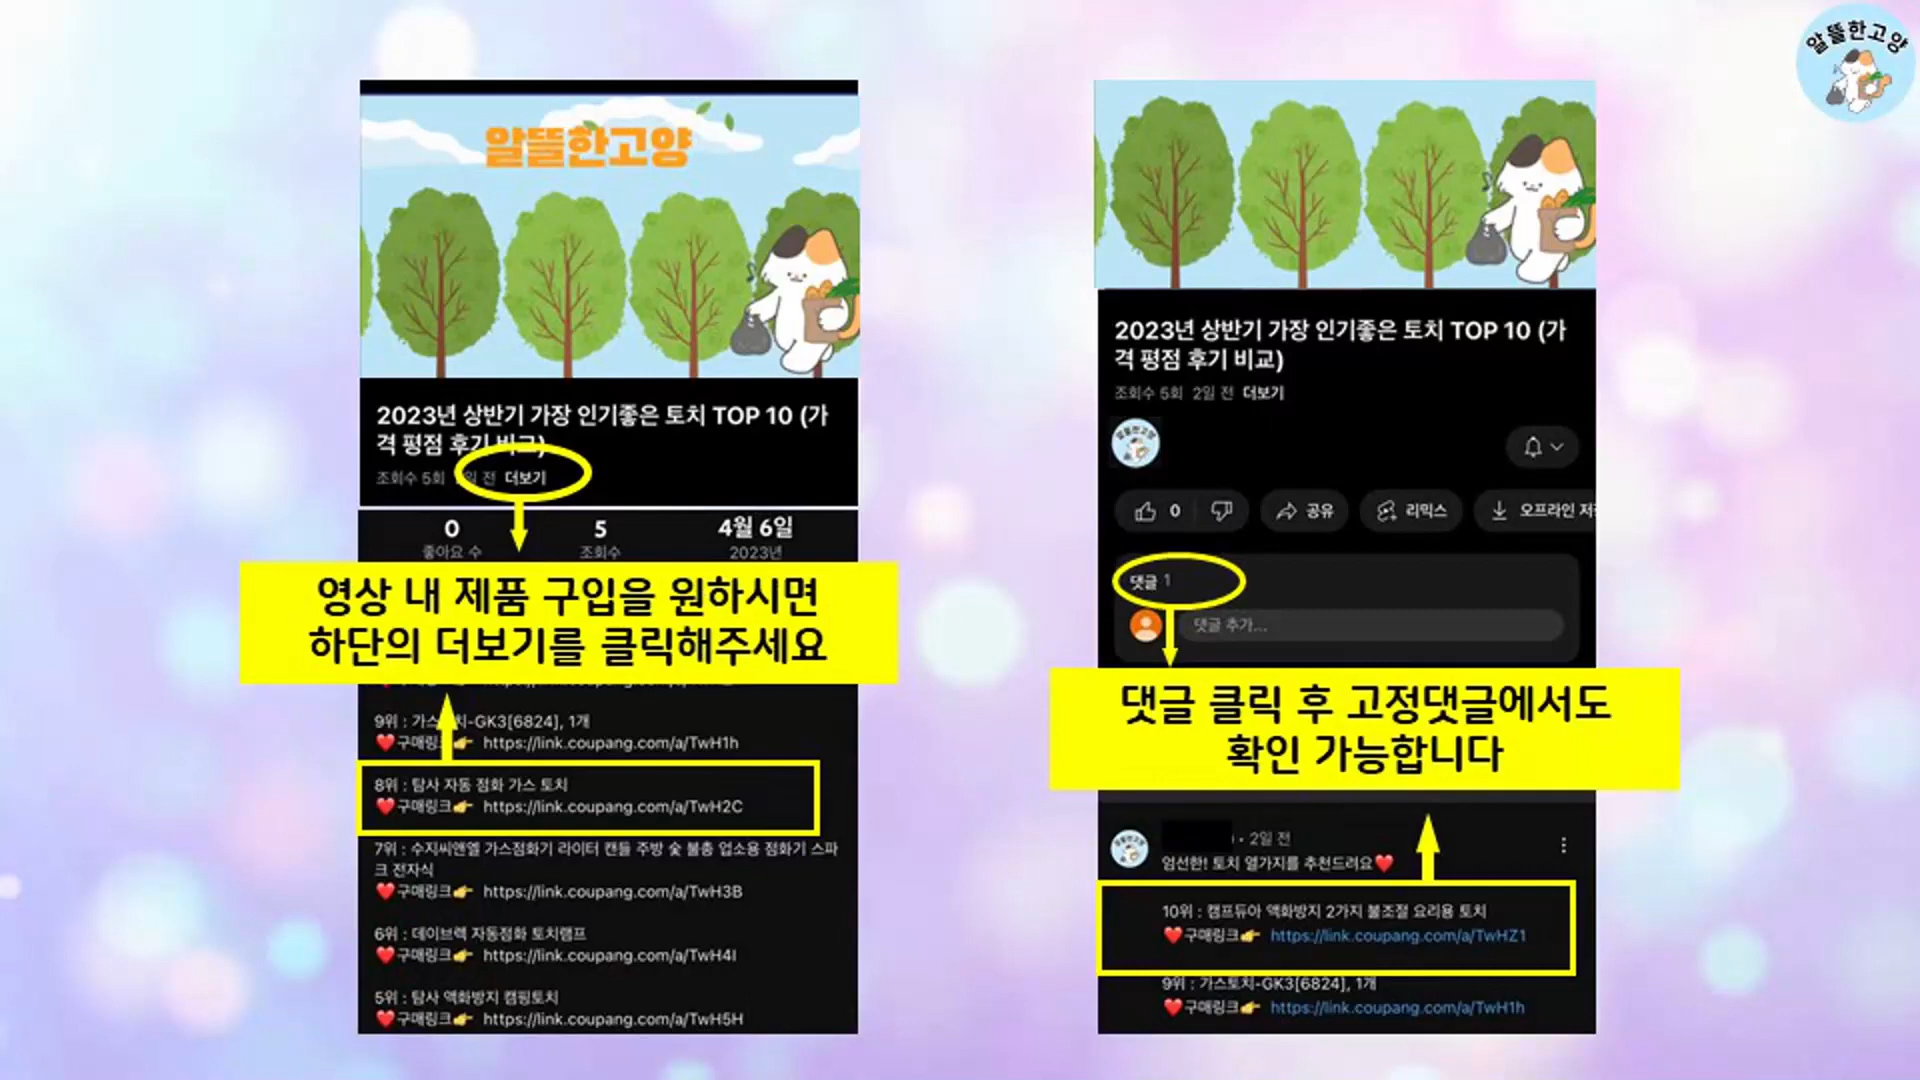 알뜰한고양
알뜰한고양
2023년 상반기 가장 인기좋은 토치 TOP 10 (가
격 평점 후기 비교)
조회수 5회 일 전 더보기
0 5 4월 6일
좋아요 수 조회수 2023년
영상 내 제품 구입을 원하시면
하단의 더보기를 클릭해주세요
9위 : 가스토치-GK3[6824], 1개
❤️구매링크👉 https://link.coupang.com/a/TwH1h
8위 : 탐사 자동 점화 가스 토치
❤️구매링크👉 https://link.coupang.com/a/TwH2C
7위 : 수지씨앤엘 가스점화기 라이터 캔들 주방 숯 불총 업소용 점화기 스파
크 전자식
❤️구매링크👉 https://link.coupang.com/a/TwH3B
6위 : 데이브렉 자동점화 토치램프
❤️구매링크👉 https://link.coupang.com/a/TwH4I
5위 : 탐사 액화방지 캠핑토치
❤️구매링크👉 https://link.coupang.com/a/TwH5H
2023년 상반기 가장 인기좋은 토치 TOP 10 (가
격 평점 후기 비교)
조회수 5회 2일 전 더보기
알뜰한고양
0 공유 리믹스 오프라인 저
댓글 1
댓글 추가...
댓글 클릭 후 고정댓글에서도
확인 가능합니다
알뜰한고양
• 2일 전
엄선한! 토치 열가지를 추천드려요❤️
10위 : 캠프듀아 액화방지 2가지 불조절 요리용 토치
❤️구매링크👉 https://link.coupang.com/a/TwHZ1
9위 : 가스토치-GK3[6824], 1개
❤️구매링크👉 https://link.coupang.com/a/TwH1h